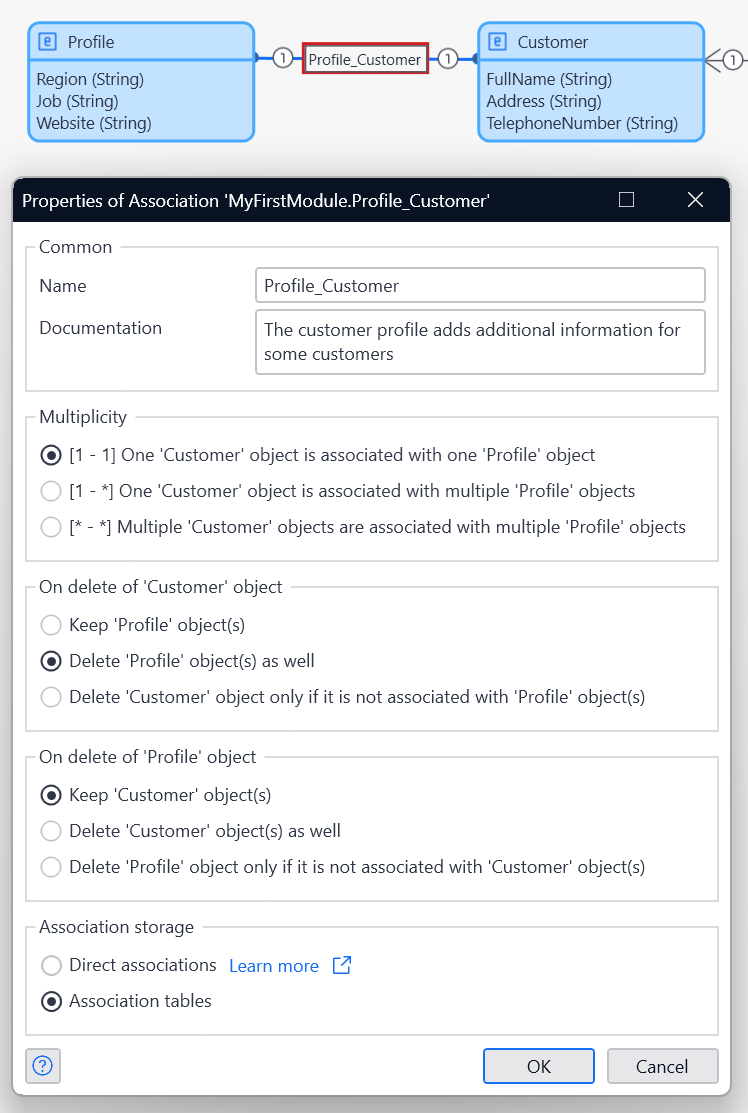 Profile
Region (String)
Job (String)
Website (String)
1
Profile_Customer
1
Customer
FullName (String)
Address (String)
TelephoneNumber (String)
1
Properties of Association 'MyFirstModule.Profile_Customer'
Common
Name
Profile_Customer
Documentation
The customer profile adds additional information for
some customers
Multiplicity
[1 - 1] One 'Customer' object is associated with one 'Profile' object
[1 - *] One 'Customer' object is associated with multiple 'Profile' objects
[* - *] Multiple 'Customer' objects are associated with multiple 'Profile' objects
On delete of 'Customer' object
Keep 'Profile' object(s)
Delete 'Profile' object(s) as well
Delete 'Customer' object only if it is not associated with 'Profile' object(s)
On delete of 'Profile' object
Keep 'Customer' object(s)
Delete 'Customer' object(s) as well
Delete 'Profile' object only if it is not associated with 'Customer' object(s)
Association storage
Direct associations Learn more
Association tables
? OK Cancel